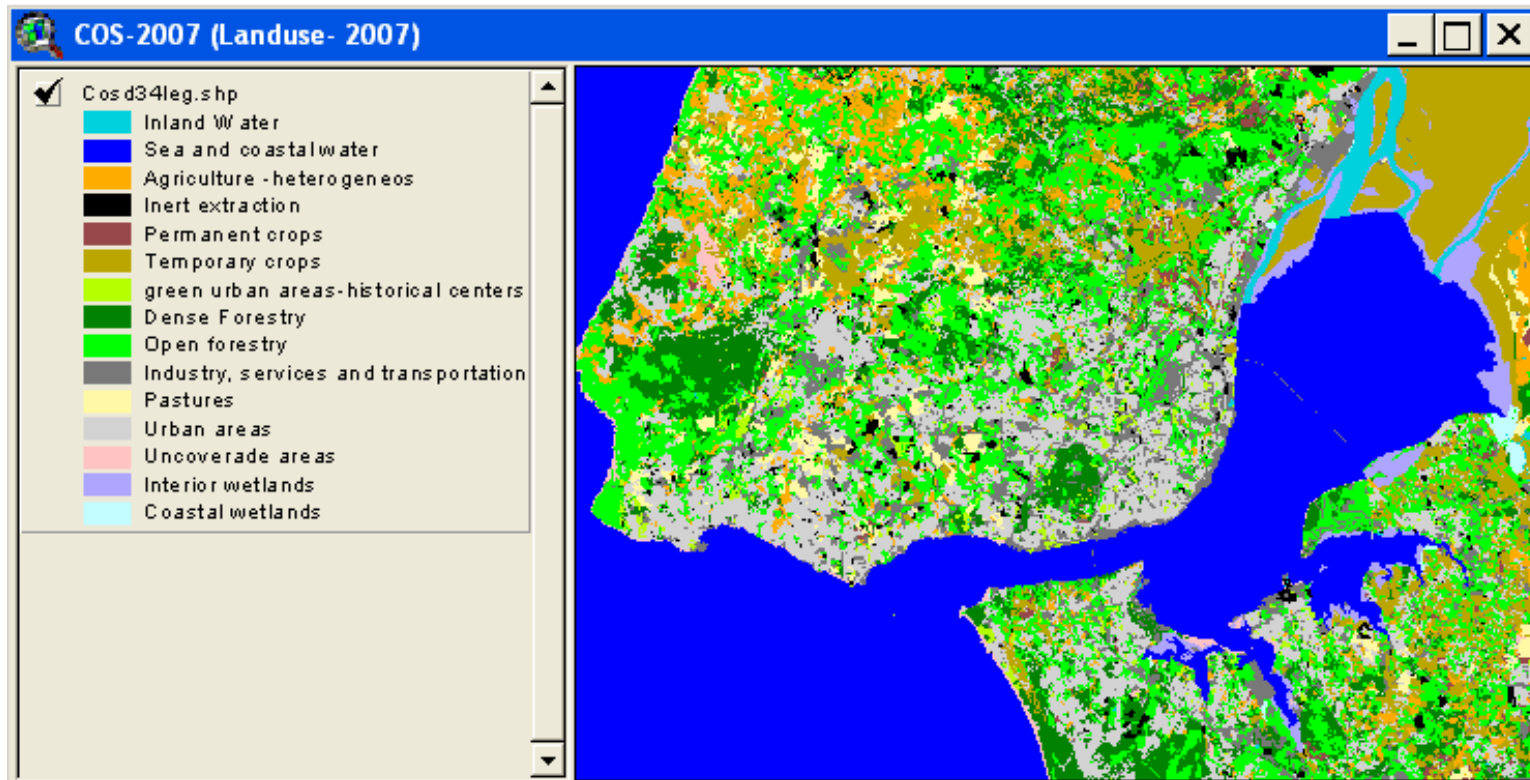 COS-2007 (Landuse- 2007)
Cosd34leg.shp
Inland Water
Sea and coastal water
Agriculture - heterogeneos
Inert extraction
Permanent crops
Temporary crops
green urban areas-historical centers
Dense Forestry
Open forestry
Industry, services and transportation
Pastures
Urban areas
Uncoverade areas
Interior wetlands
Coastal wetlands